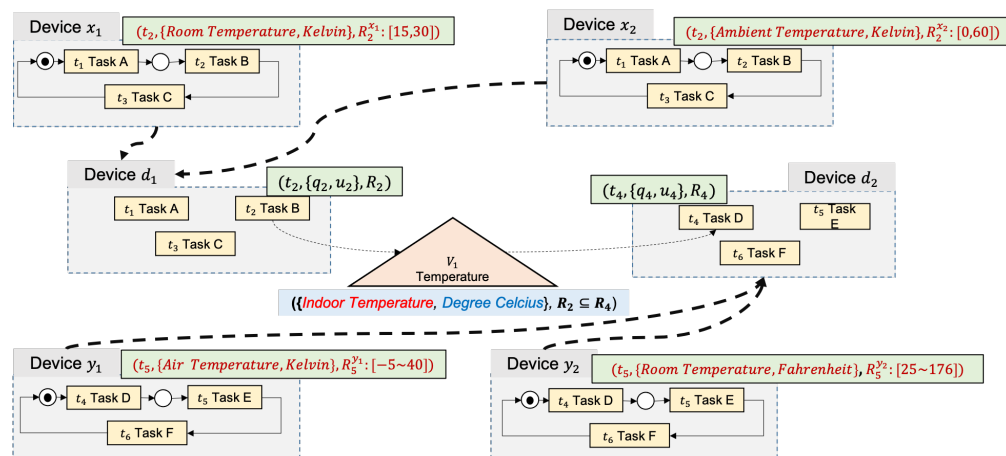 Device x₁
(t₂,{Room Temperature, Kelvin}, R₂^{x₁}: [15,30])
t₁ Task A
t₂ Task B
t₃ Task C
Device x₂
(t₂,{Ambient Temperature, Kelvin}, R₂^{x₂}: [0,60])
t₁ Task A
t₂ Task B
t₃ Task C
Device d₁
(t₂, {q₂, u₂}, R₂)
t₁ Task A
t₂ Task B
t₃ Task C
Device d₂
(t₄, {q₄, u₄}, R₄)
t₄ Task D
t₅ Task
E
t₆ Task F
V₁
Temperature
({Indoor Temperature, Degree Celcius}, R₂ ⊆ R₄)
Device y₁
(t₅, {Air Temperature, Kelvin}, R₅^{y₁}: [−5~40])
t₄ Task D
t₅ Task E
t₆ Task F
Device y₂
(t₅, {Room Temperature, Fahrenheit}, R₅^{y₂}: [25~176])
t₄ Task D
t₅ Task E
t₆ Task F